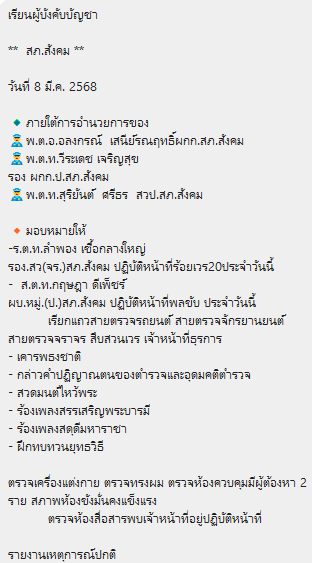 เรียนผู้บังคับบัญชา
** สภ.สังคม **
วันที่ 8 มี.ค. 2568
🔹ภายใต้การอำนวยการของ
👮พ.ต.อ.อลงกรณ์ เสนีย์รณฤทธิ์ผกก.สภ.สังคม
👮พ.ต.ท.วีระเดช เจริญสุข
รอง ผกก.ป.สภ.สังคม
👮พ.ต.ท.สุริยันต์ ศรีธร สวป.สภ.สังคม
🔸มอบหมายให้
-ร.ต.ท.ลำพอง เชื้อกลางใหญ่
รอง.สว(จร.)สภ.สังคม ปฏิบัติหน้าที่ร้อยเวร20ประจำวันนี้
- ส.ต.ท.กฤษฎา ดีเพ็ชร์
ผบ.หมู่.(ป.)สภ.สังคม ปฏิบัติหน้าที่พลขับ ประจำวันนี้
เรียกแถวสายตรวจรถยนต์ สายตรวจจักรยานยนต์
สายตรวจจราจร สืบสวนเวร เจ้าหน้าที่ธุรการ
- เคารพธงชาติ
- กล่าวคำปฏิญาณตนของตำรวจและอุดมคติตำรวจ
- สวดมนต์ไหว้พระ
- ร้องเพลงสรรเสริญพระบารมี
- ร้องเพลงสดุดีมหาราชา
- ฝึกทบทวนยุทธวิธี
ตรวจเครื่องแต่งกาย ตรวจทรงผม ตรวจห้องควบคุมมีผู้ต้องหา 2
ราย สภาพห้องขังมั่นคงแข็งแรง
ตรวจห้องสื่อสารพบเจ้าหน้าที่อยู่ปฏิบัติหน้าที่
รายงานเหตุการณ์ปกติ